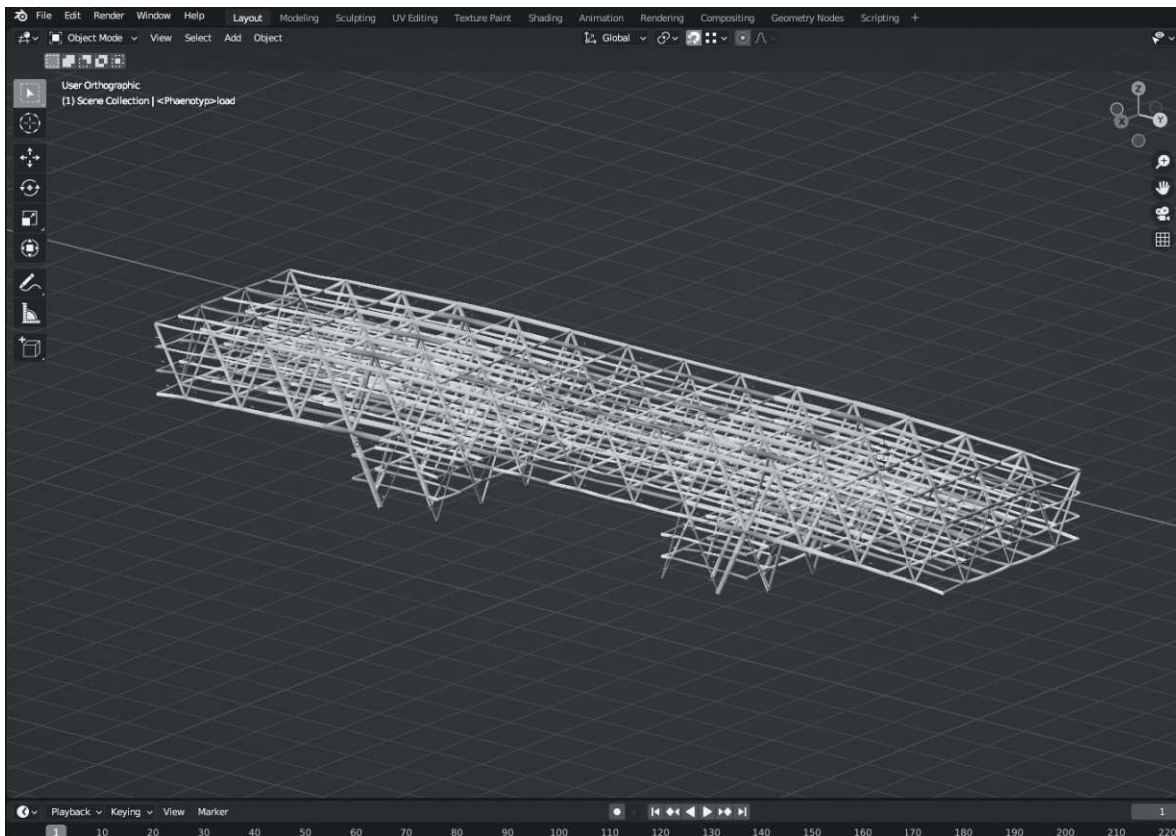 File Edit Render Window Help Layout Modeling Sculpting UV Editing Texture Paint Shading Animation Rendering Compositing Geometry Nodes Scripting +
Object Mode View Select Add Object Global
User Orthographic
(1) Scene Collection | <Phaenotyp>load
Z
X Y
Playback Keying View Marker 1
1 10 20 30 40 50 60 70 80 90 100 110 120 130 140 150 160 170 180 190 200 210